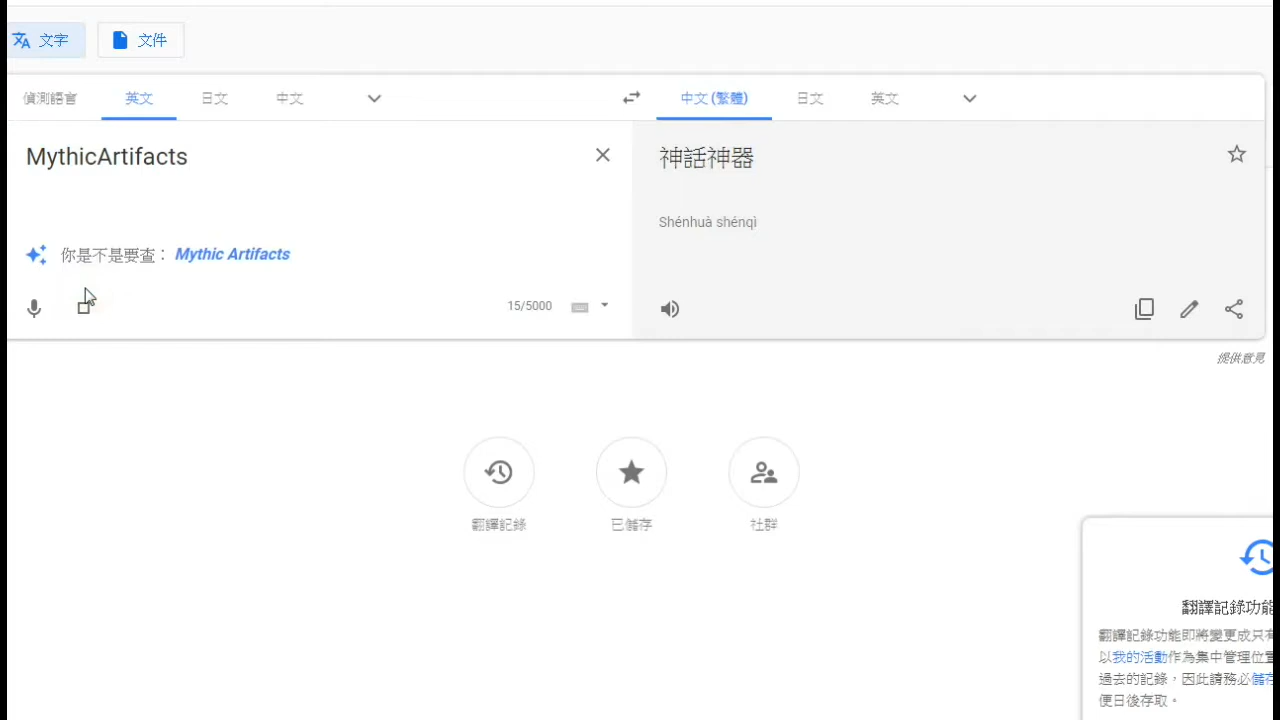 文字 文件
偵測語言 英文 日文 中文 中文 (繁體) 日文 英文
MythicArtifacts
神話神器
Shénhuà shénqì
你是不是要查： Mythic Artifacts
15/5000
提供意見
翻譯記錄 已儲存 社群
翻譯記錄功能
翻譯記錄功能即將變更成只有
以我的活動作為集中管理位置
過去的記錄，因此請務必儲存
便日後存取。